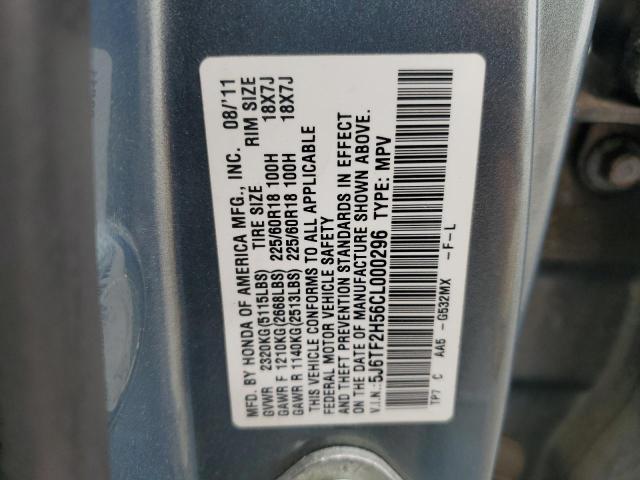 MFD. BY HONDA OF AMERICA MFG., INC. 08/'11
TIRE SIZE RIM SIZE
GVWR 2320KG(5115LBS)
GAWR F 1210KG(2668LBS) 225/60R18 100H 18X7J
GAWR R 1140KG(2513LBS) 225/60R18 100H 18X7J
THIS VEHICLE CONFORMS TO ALL APPLICABLE
FEDERAL MOTOR VEHICLE SAFETY
AND THEFT PREVENTION STANDARDS IN EFFECT
ON THE DATE OF MANUFACTURE SHOWN ABOVE.
V.I.N.: 5J6TF2H56CL000296 TYPE: MPV
TP7 C AA5 - G532MX - F - L